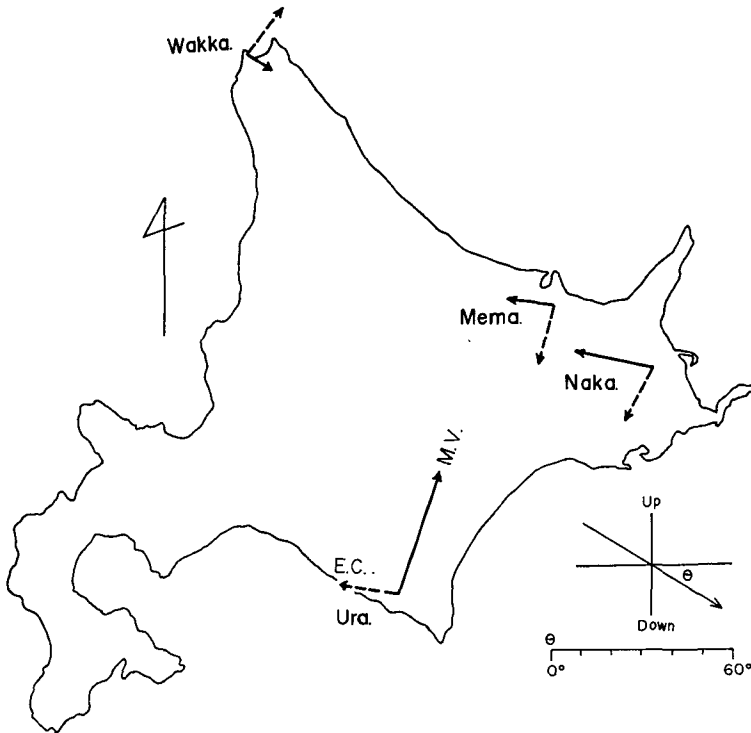 Wakka.
Mema.
Naka.
M.V.
E.C. .
Ura.
Up
θ
Down
θ
0° 60°